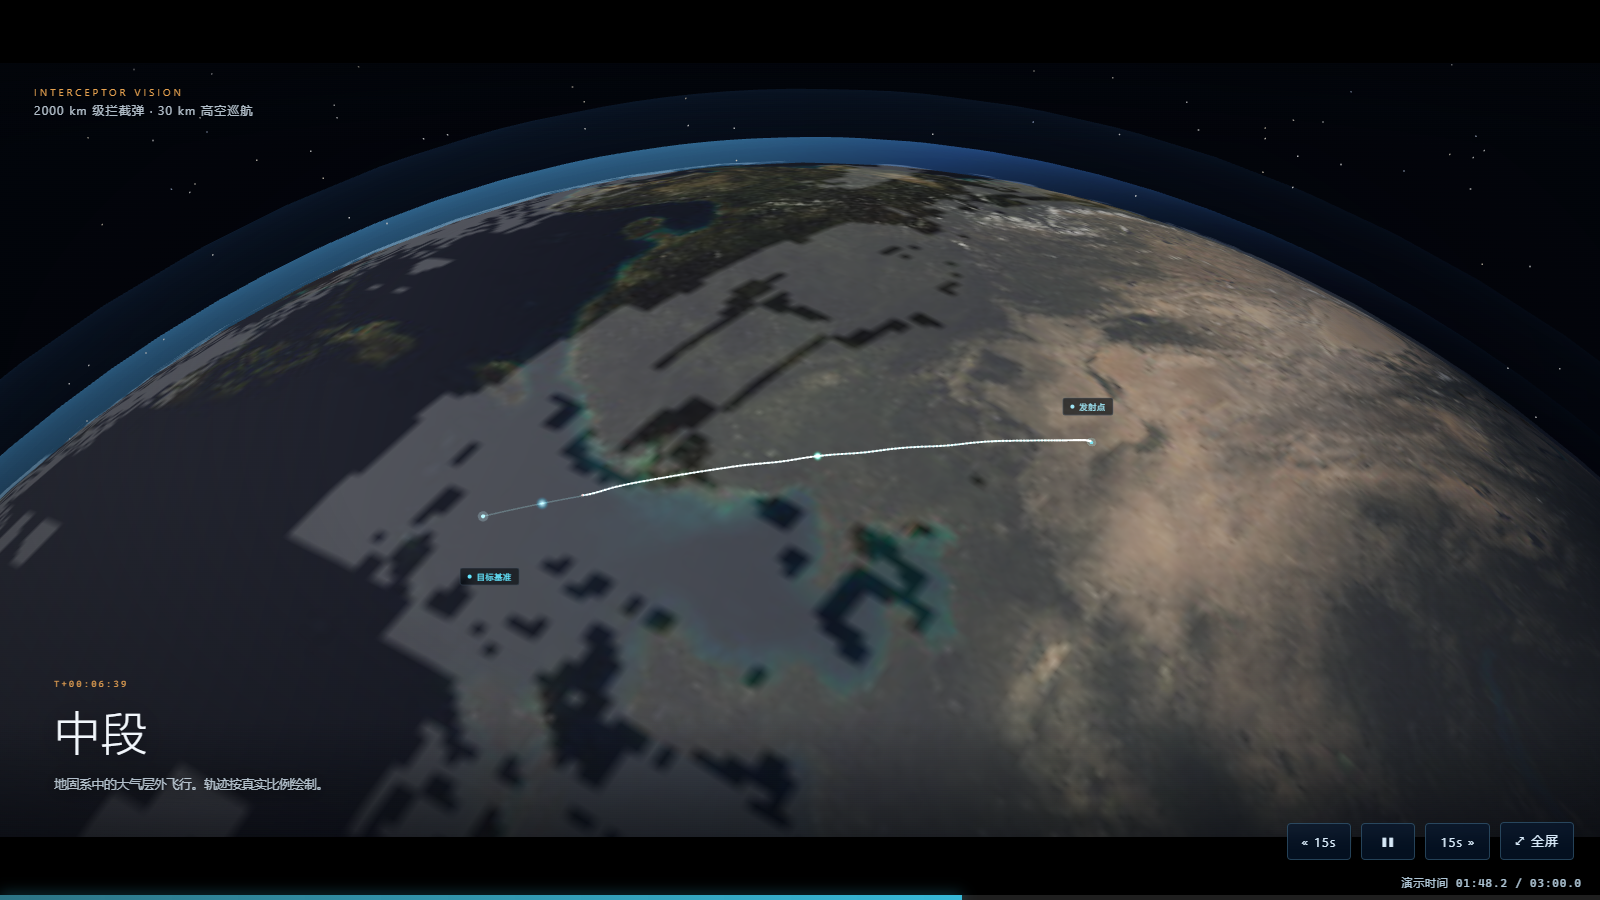 INTERCEPTOR VISION
2000 km 级拦截弹 · 30 km 高空巡航
发射点
目标基准
T+00:06:39
中段
地固系中的大气层外飞行。轨迹按真实比例绘制。
« 15s
15s »
⤢ 全屏
演示时间 01:48.2 / 03:00.0